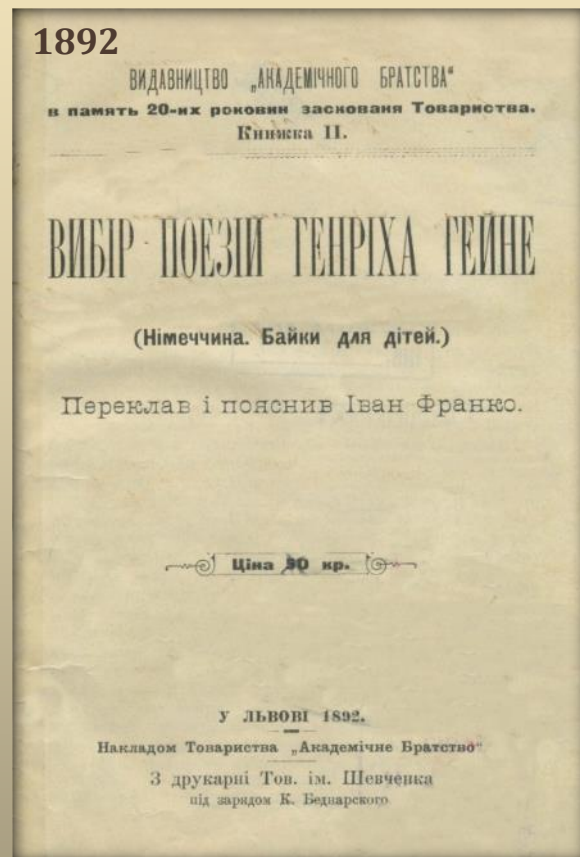 1892
ВИДАВНИЦТВО „АКАДЕМІЧНОГО БРАТСТВА“
в память 20-их роковин заснованя Товариства.
Книжка II.
ВИБІР ПОЕЗІЙ ГЕНРІХА ГЕЙНЕ
(Німеччина. Байки для дітей.)
Переклав і пояснив Іван Франко.
Ціна кр.
У ЛЬВОВІ 1892.
Накладом Товариства „Академічне Братство“
З друкарні Тов. ім. Шевченка
під зарядом К. Беднарского